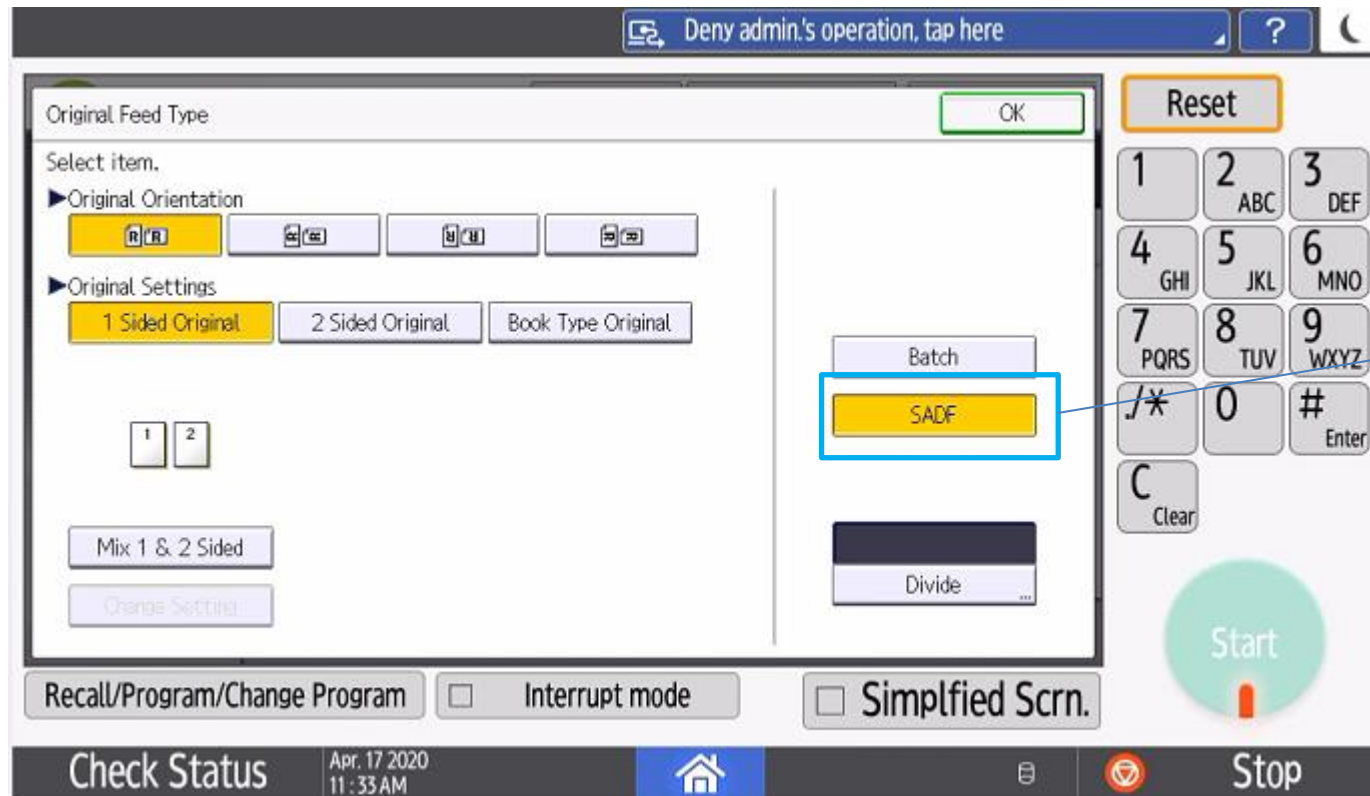 Deny admin.'s operation, tap here
?
Original Feed Type
OK
Select item.
▶Original Orientation
R R
R R
R R
R R
▶Original Settings
1 Sided Original
2 Sided Original
Book Type Original
Batch
SADF
1 2
Mix 1 & 2 Sided
Change Setting
Divide
...
Reset
1
2 ABC
3 DEF
4 GHI
5 JKL
6 MNO
7 PQRS
8 TUV
9 WXYZ
./*
0
# Enter
C Clear
Start
Recall/Program/Change Program
Interrupt mode
Simplfied Scrn.
Check Status
Apr. 17 2020
11 : 33 AM
Stop